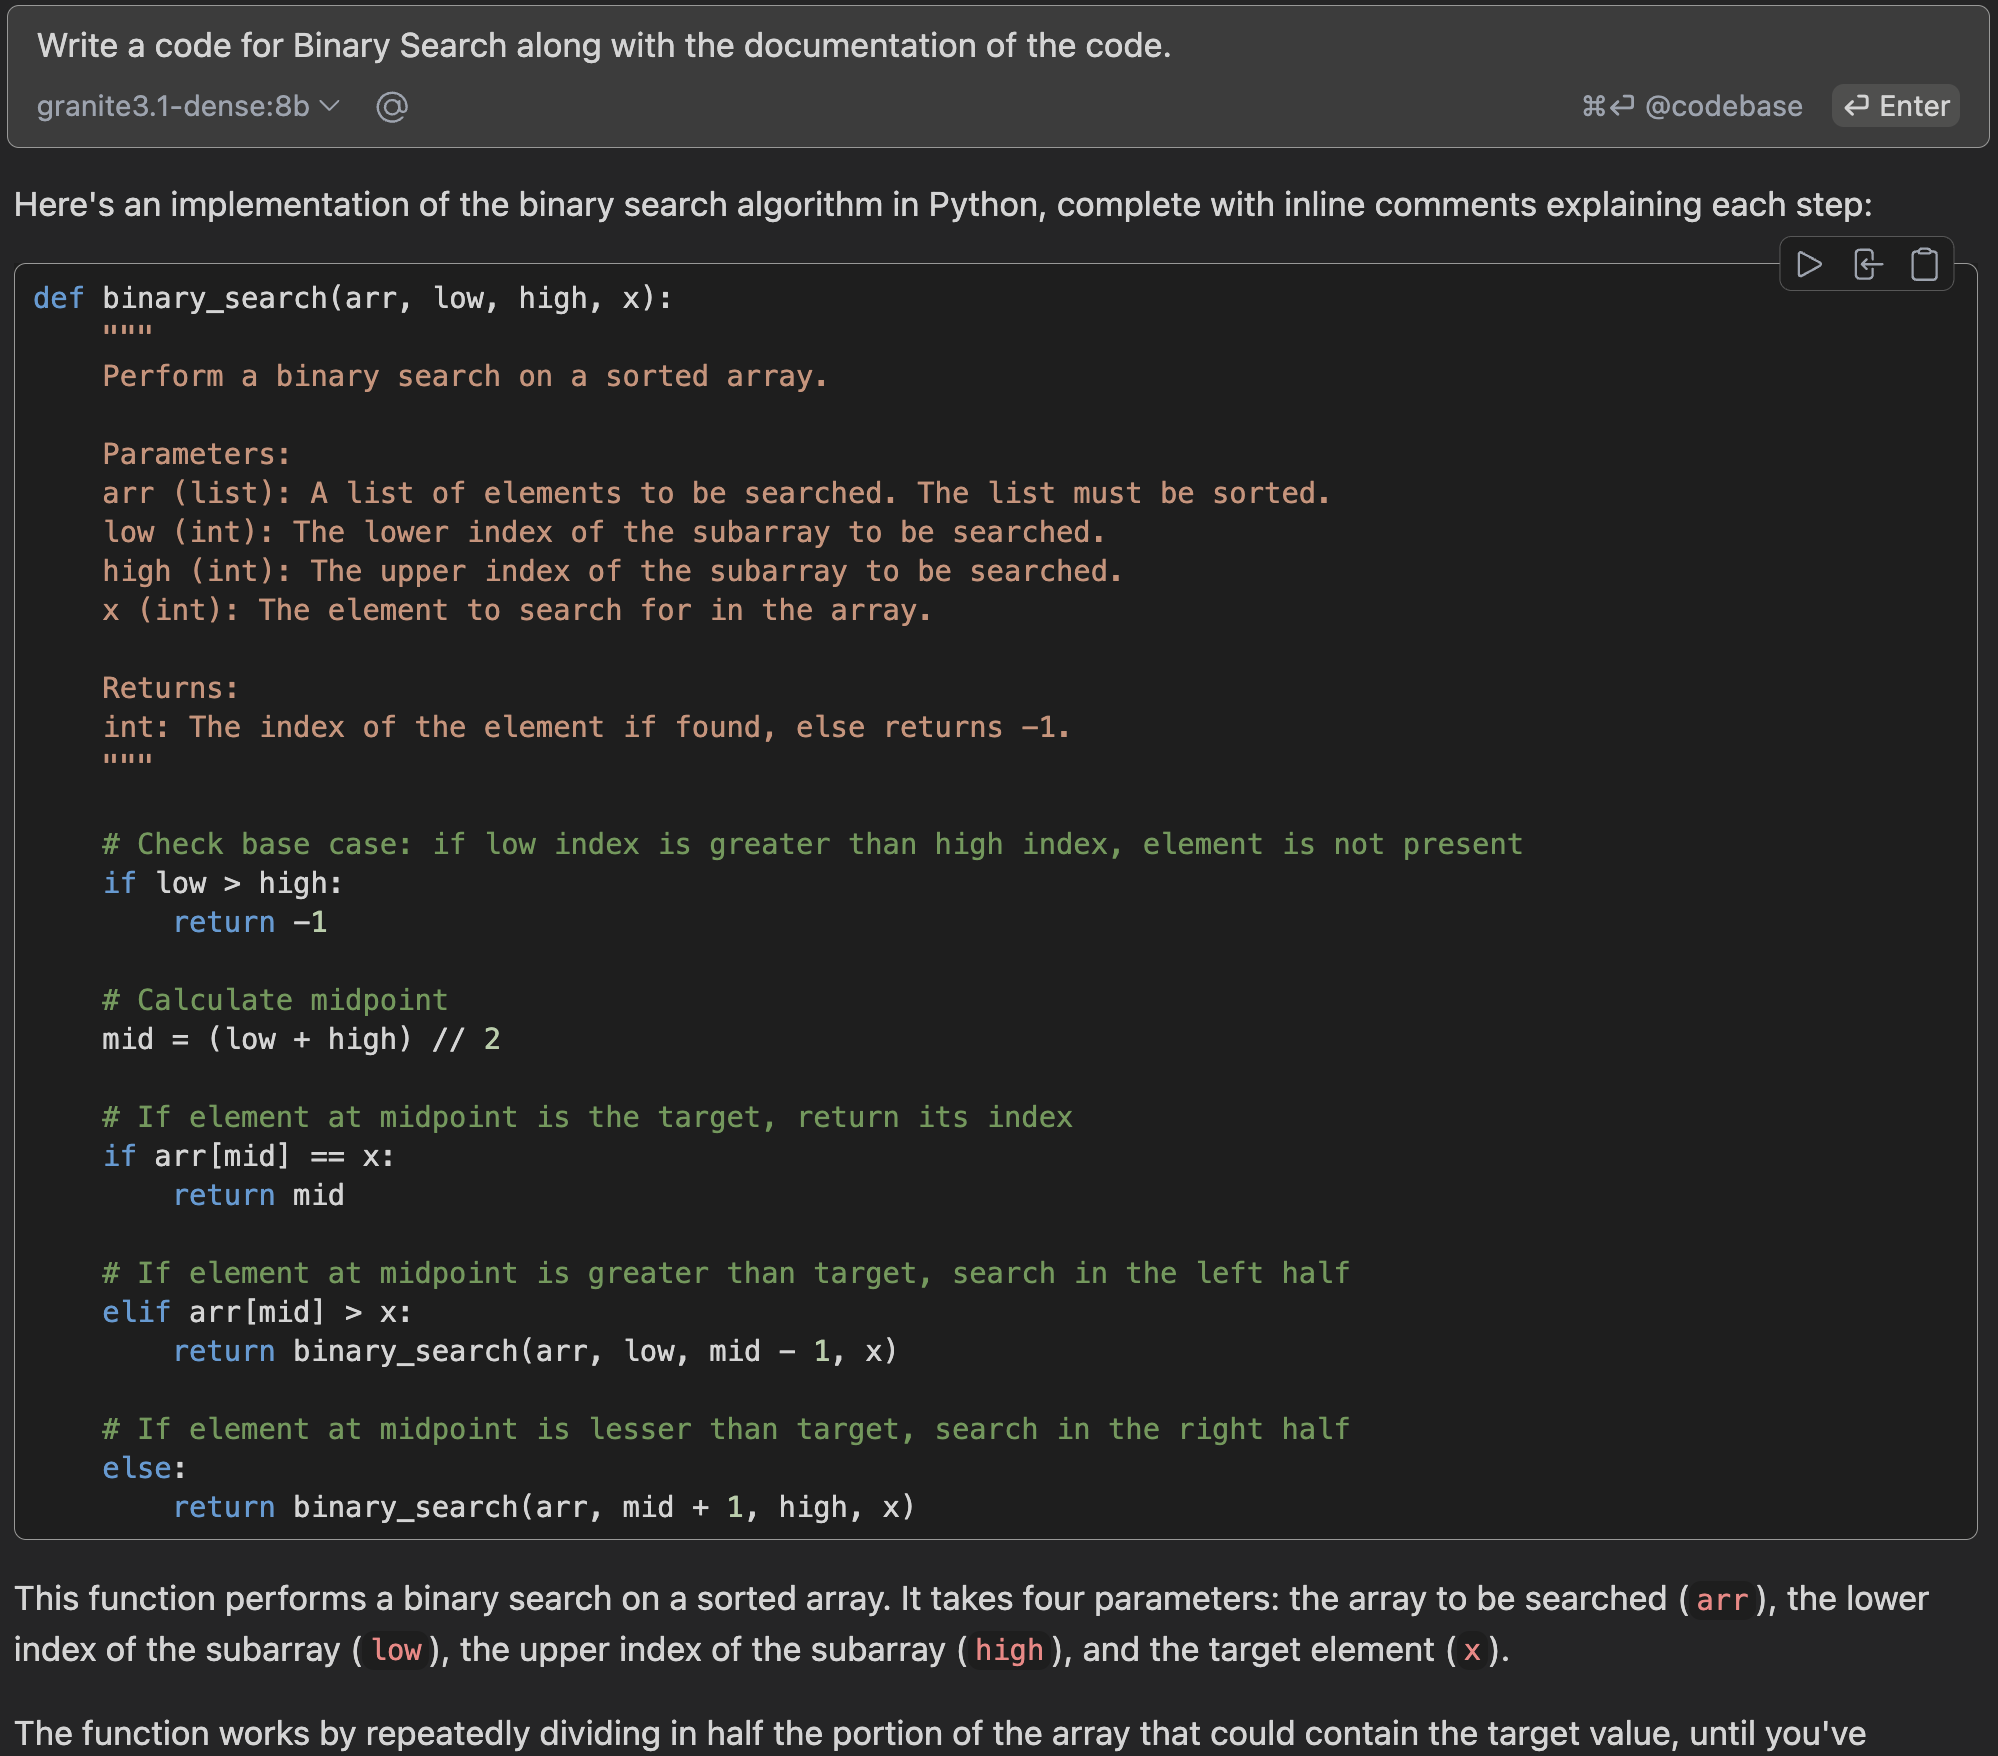 Write a code for Binary Search along with the documentation of the code.
granite3.1-dense:8b @ ⌘⏎ @codebase ⏎ Enter
Here's an implementation of the binary search algorithm in Python, complete with inline comments explaining each step:
def binary_search(arr, low, high, x):
    """
    Perform a binary search on a sorted array.

    Parameters:
    arr (list): A list of elements to be searched. The list must be sorted.
    low (int): The lower index of the subarray to be searched.
    high (int): The upper index of the subarray to be searched.
    x (int): The element to search for in the array.

    Returns:
    int: The index of the element if found, else returns -1.
    """

    # Check base case: if low index is greater than high index, element is not present
    if low > high:
        return -1

    # Calculate midpoint
    mid = (low + high) // 2

    # If element at midpoint is the target, return its index
    if arr[mid] == x:
        return mid

    # If element at midpoint is greater than target, search in the left half
    elif arr[mid] > x:
        return binary_search(arr, low, mid - 1, x)

    # If element at midpoint is lesser than target, search in the right half
    else:
        return binary_search(arr, mid + 1, high, x)
This function performs a binary search on a sorted array. It takes four parameters: the array to be searched (arr), the lower
index of the subarray (low), the upper index of the subarray (high), and the target element (x).
The function works by repeatedly dividing in half the portion of the array that could contain the target value, until you've